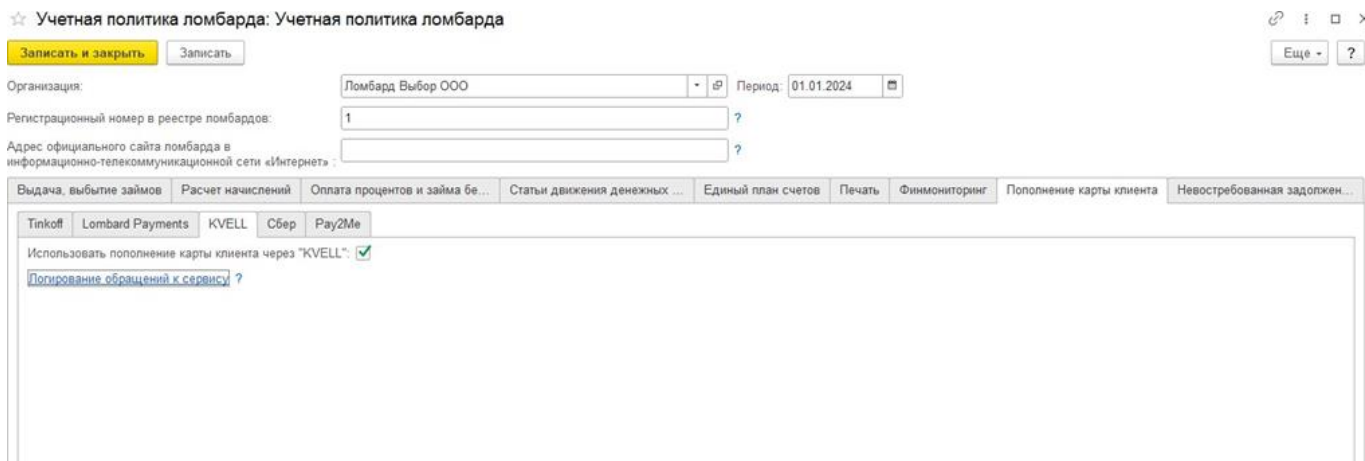 Учетная политика ломбарда: Учетная политика ломбарда
Записать и закрыть Записать Еще ?
Организация: Ломбард Выбор ООО Период: 01.01.2024
Регистрационный номер в реестре ломбардов: 1 ?
Адрес официального сайта ломбарда в
информационно-телекоммуникационной сети «Интернет» : ?
Выдача, выбытие займов Расчет начислений Оплата процентов и займа бе... Статьи движения денежных ... Единый план счетов Печать Финмониторинг Пополнение карты клиента Невостребованная задолжен...
Tinkoff Lombard Payments KVELL Сбер Pay2Me
Использовать пополнение карты клиента через "KVELL":
Логирование обращений к сервису ?